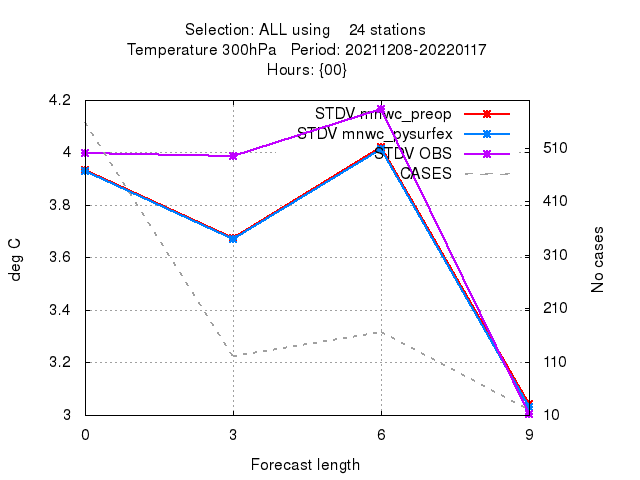 Selection: ALL using    24 stations
Temperature 300hPa   Period: 20211208-20220117
Hours: {00}
STDV mnwc_preop
STDV mnwc_pysurfex
STDV OBS
CASES
4.2
4
3.8
3.6
3.4
3.2
3
deg C
510
410
310
210
110
10
No cases
0 3 6 9
Forecast length